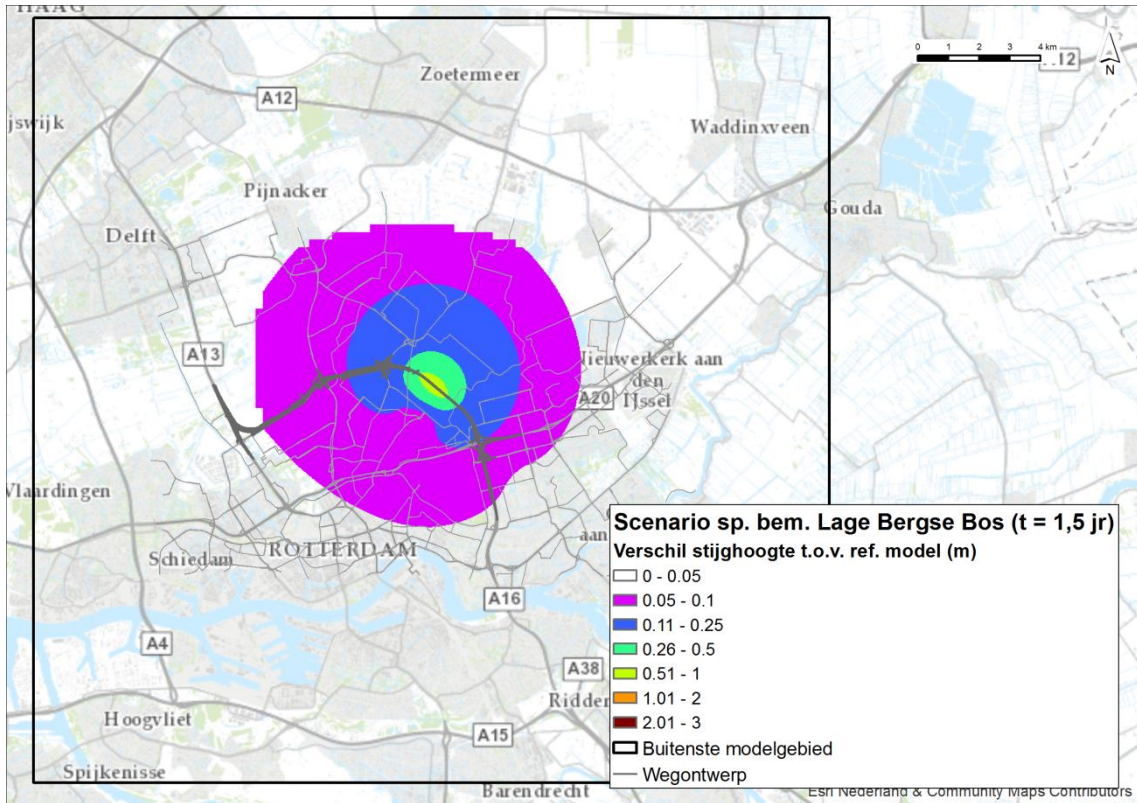 HAAG
Zoetermeer
A12
0 1 2 3 4 km
12
N
Waddinxveen
Pijnacker
Gouda
Delft
A13
Nieuwerkerk aan
den
IJssel
A20
Vlaardingen
Schiedam
ROTTERDAM
aan
A16
A4
A38
Ridder
Hoogvliet
A15
Spijkenisse
Barendrecht
Scenario sp. bem. Lage Bergse Bos (t = 1,5 jr)
Verschil stijghoogte t.o.v. ref. model (m)
0 - 0.05
0.05 - 0.1
0.11 - 0.25
0.26 - 0.5
0.51 - 1
1.01 - 2
2.01 - 3
Buitenste modelgebied
Wegontwerp
Esri Nederland & Community Maps Contributors